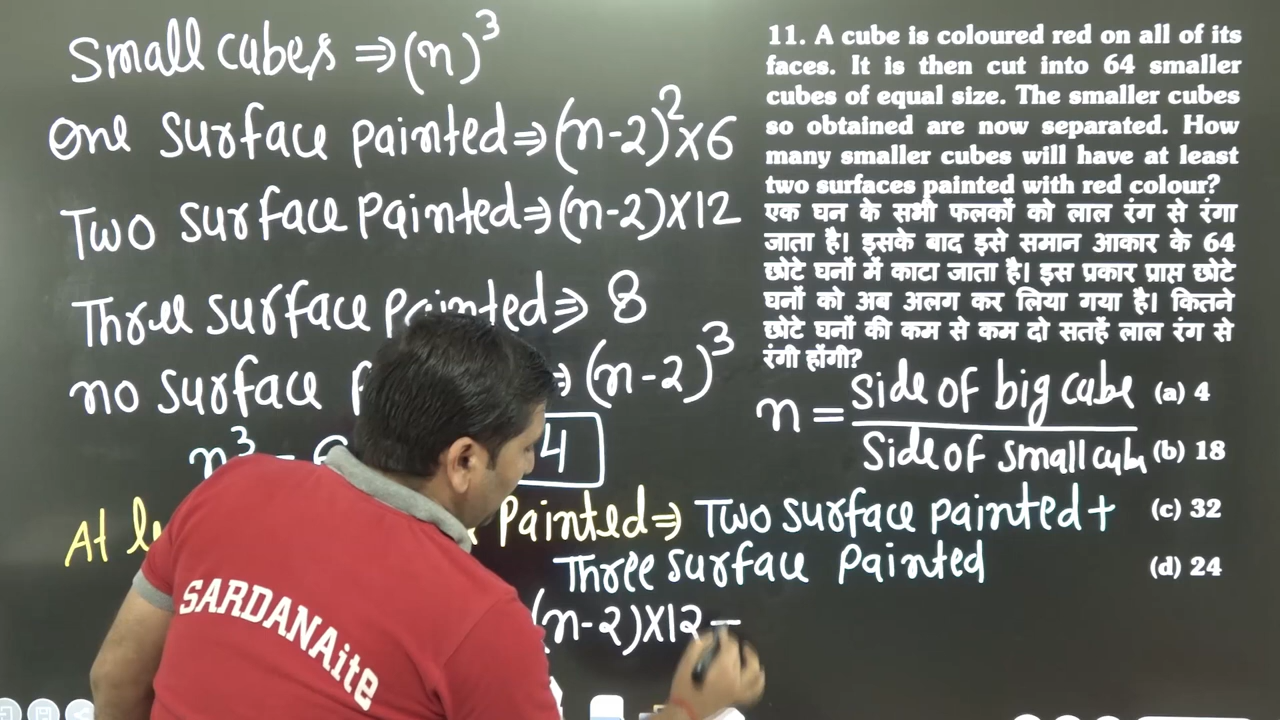 Small cubes ⇒ (n)³
One surface painted ⇒ (n-2)²×6
Two surface painted ⇒ (n-2)×12
Three surface painted ⇒ 8
no surface ⇒ (n-2)³
n³ = 6 4
At painted ⇒ Two surface painted +
Three surface painted
(n-2)×12
SARDANAite
11. A cube is coloured red on all of its
faces. It is then cut into 64 smaller
cubes of equal size. The smaller cubes
so obtained are now separated. How
many smaller cubes will have at least
two surfaces painted with red colour?
एक घन के सभी फलकों को लाल रंग से रंगा
जाता है। इसके बाद इसे समान आकार के 64
छोटे घनों में काटा जाता है। इस प्रकार प्राप्त छोटे
घनों को अब अलग कर लिया गया है। कितने
छोटे घनों की कम से कम दो सतहें लाल रंग से
रंगी होंगी?
n = Side of big cube
Side of small cube
(a) 4
(b) 18
(c) 32
(d) 24